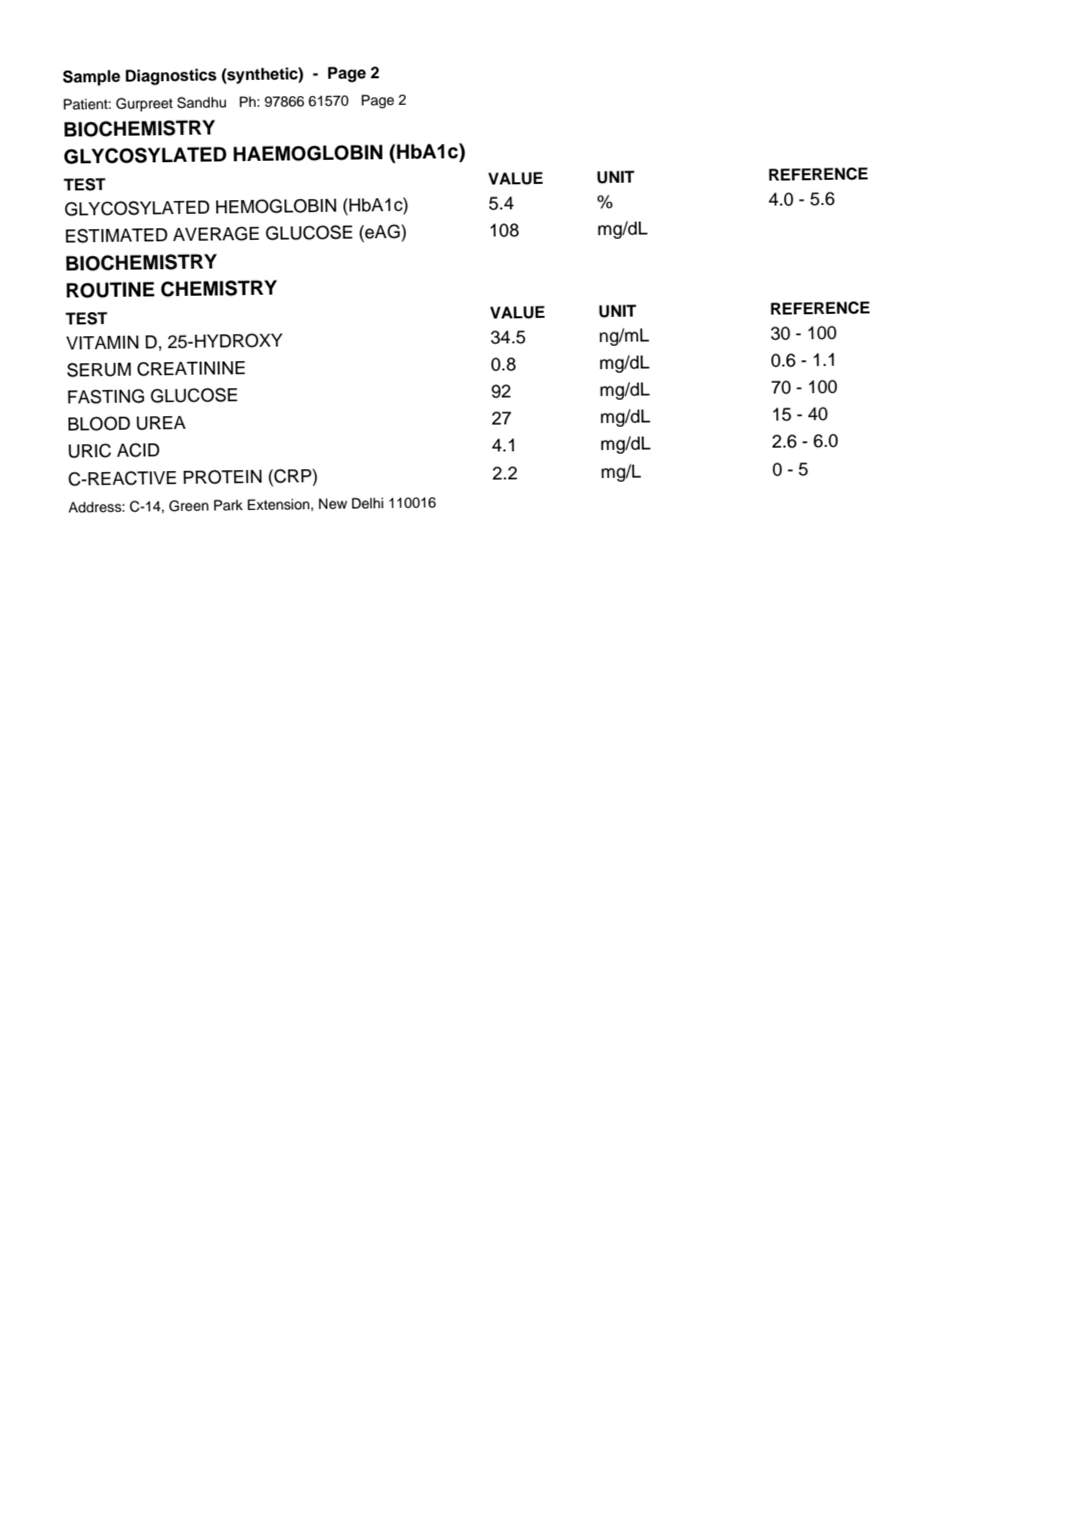 Sample Diagnostics (synthetic) - Page 2
Patient: Gurpreet Sandhu Ph: 97866 61570 Page 2
BIOCHEMISTRY
GLYCOSYLATED HAEMOGLOBIN (HbA1c)
TEST VALUE UNIT REFERENCE
GLYCOSYLATED HEMOGLOBIN (HbA1c) 5.4 % 4.0 - 5.6
ESTIMATED AVERAGE GLUCOSE (eAG) 108 mg/dL
BIOCHEMISTRY
ROUTINE CHEMISTRY
TEST VALUE UNIT REFERENCE
VITAMIN D, 25-HYDROXY 34.5 ng/mL 30 - 100
SERUM CREATININE 0.8 mg/dL 0.6 - 1.1
FASTING GLUCOSE 92 mg/dL 70 - 100
BLOOD UREA 27 mg/dL 15 - 40
URIC ACID 4.1 mg/dL 2.6 - 6.0
C-REACTIVE PROTEIN (CRP) 2.2 mg/L 0 - 5
Address: C-14, Green Park Extension, New Delhi 110016